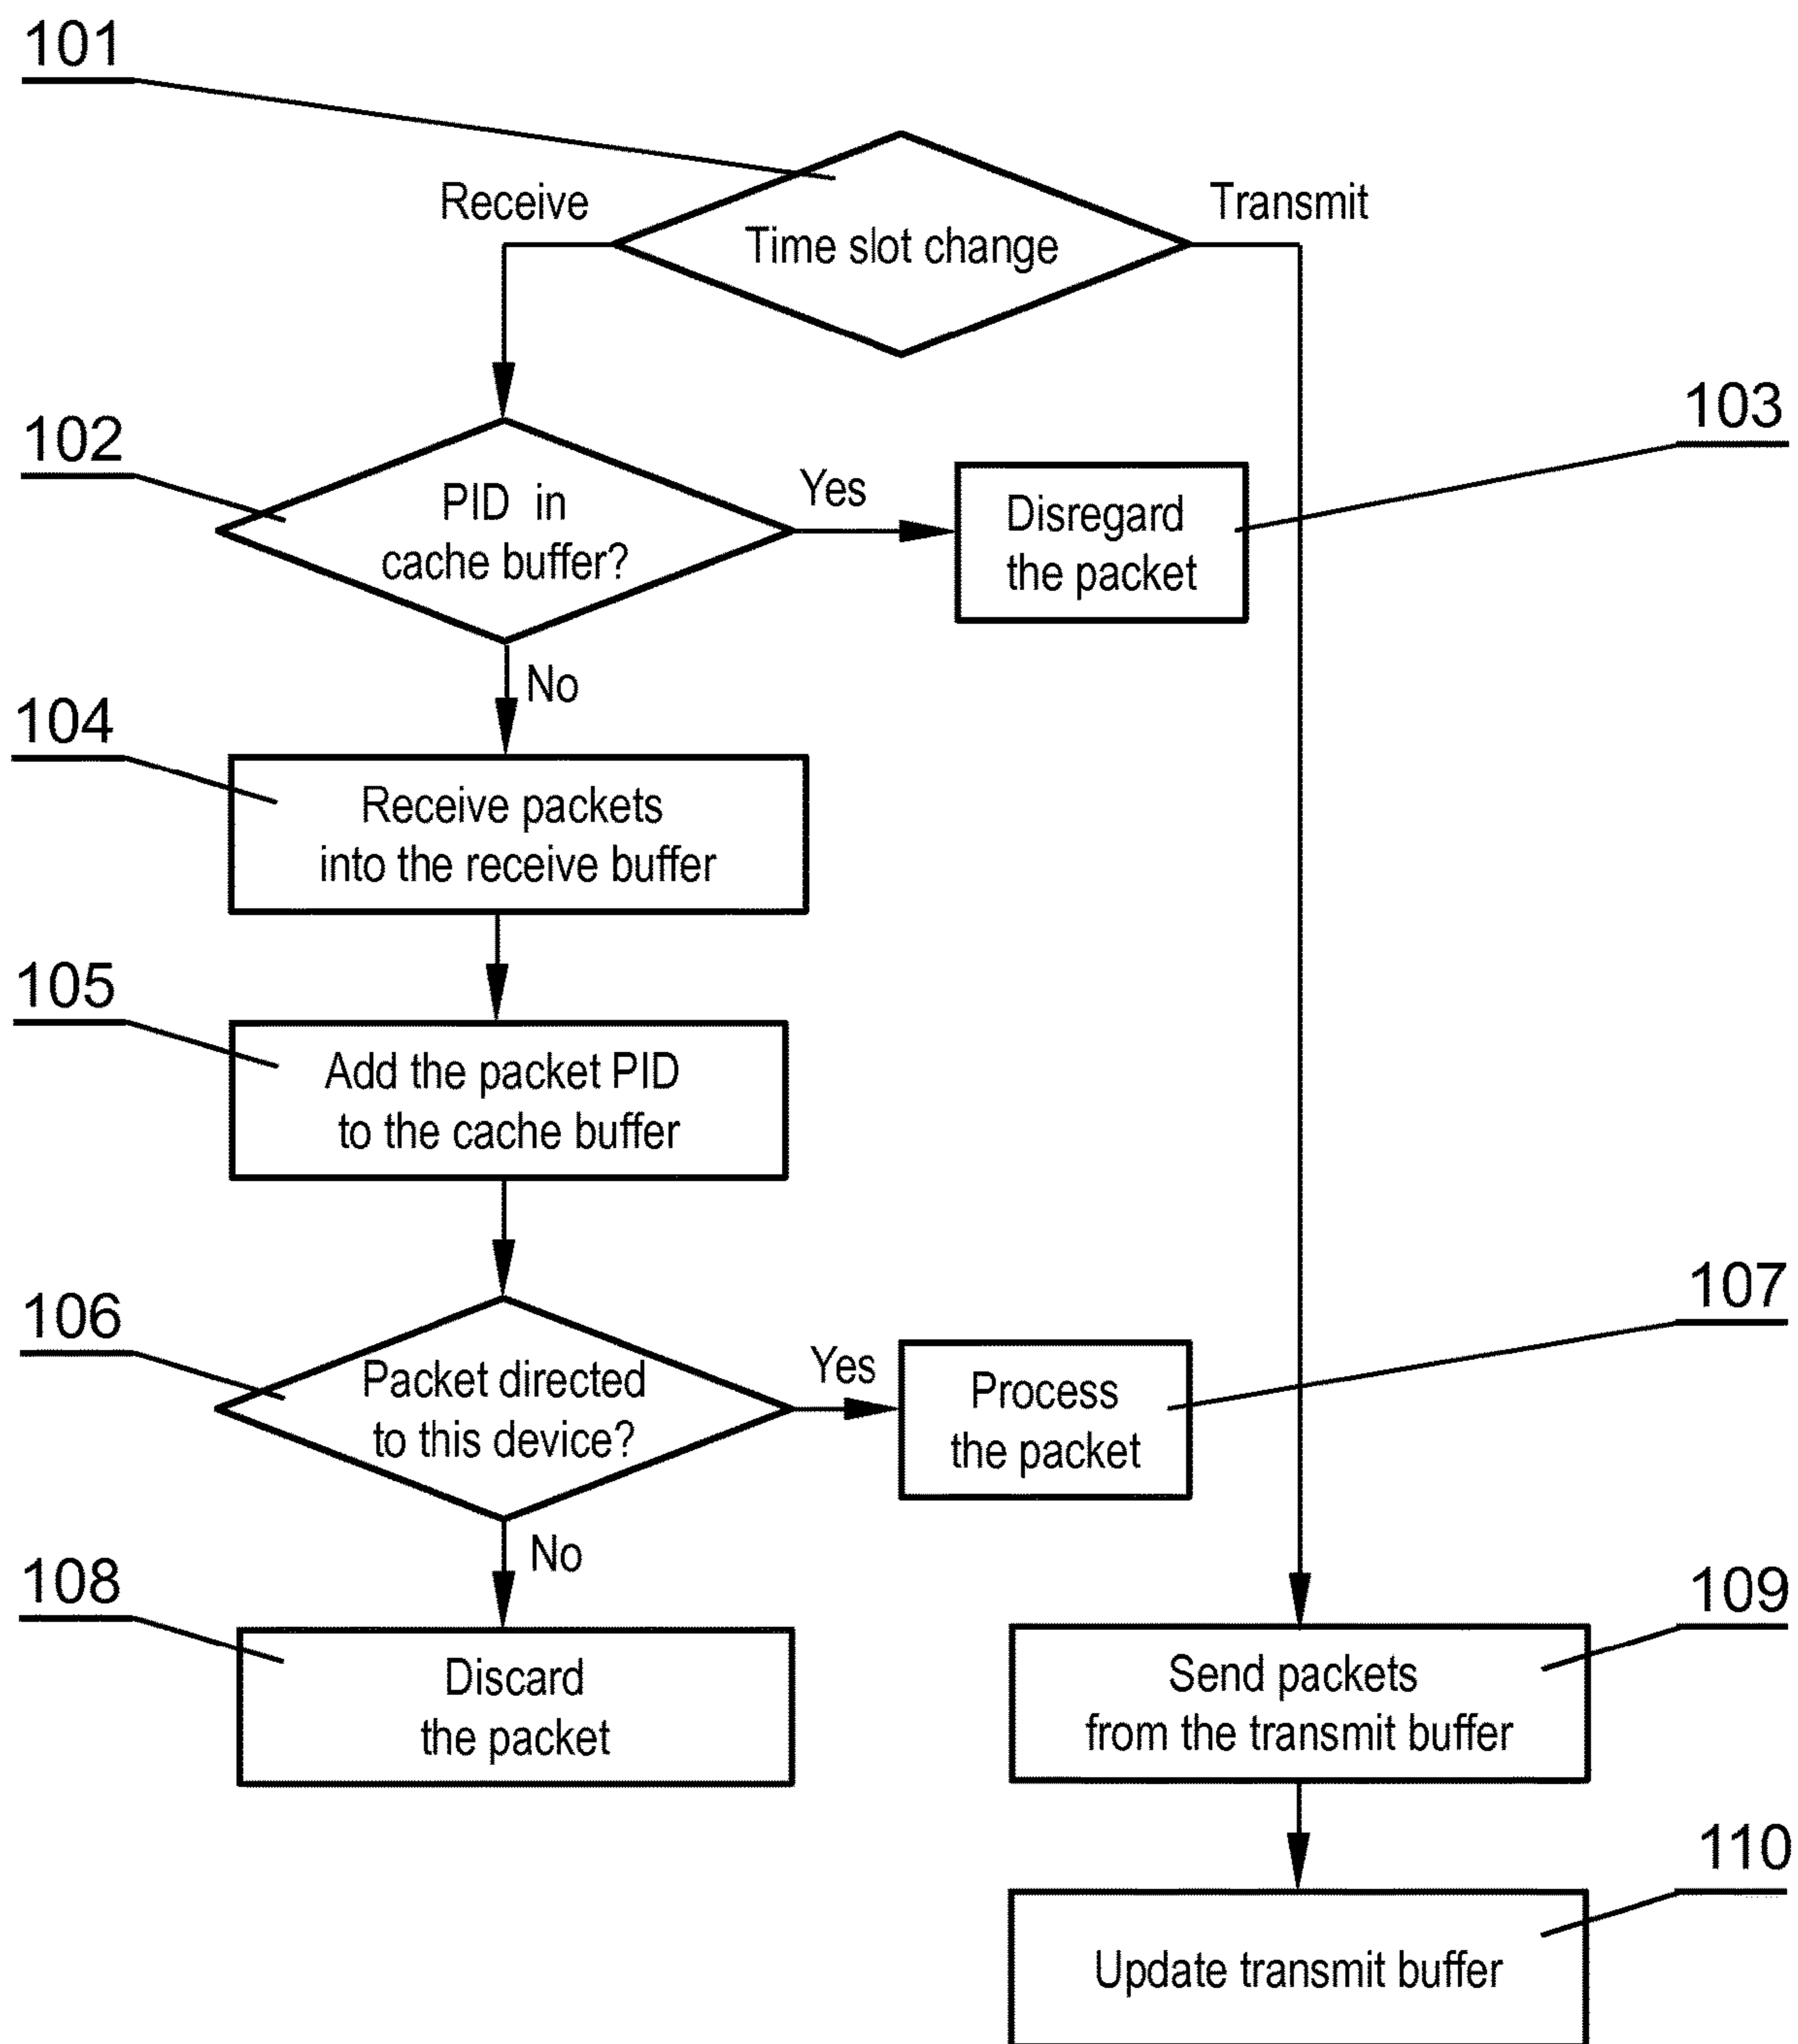 101
Receive
Transmit
Time slot change
102
PID in
cache buffer?
Yes
103
Disregard
the packet
No
104
Receive packets
into the receive buffer
105
Add the packet PID
to the cache buffer
106
Packet directed
to this device?
Yes
107
Process
the packet
No
108
Discard
the packet
109
Send packets
from the transmit buffer
110
Update transmit buffer